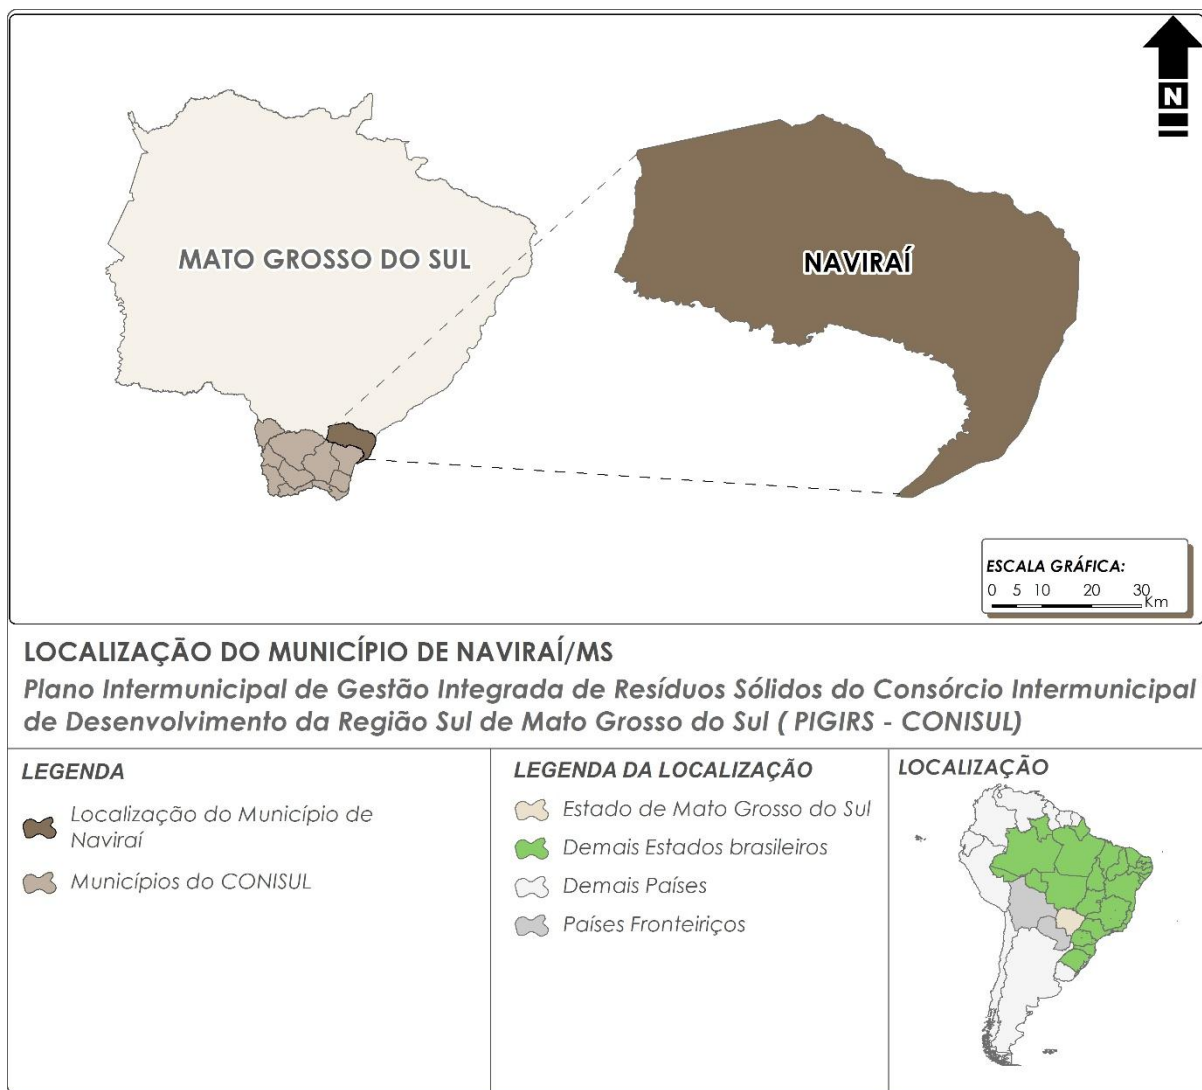 N
MATO GROSSO DO SUL
NAVIRAÍ
ESCALA GRÁFICA:
0 5 10 20 30
Km
LOCALIZAÇÃO DO MUNICÍPIO DE NAVIRAÍ/MS
Plano Intermunicipal de Gestão Integrada de Resíduos Sólidos do Consórcio Intermunicipal
de Desenvolvimento da Região Sul de Mato Grosso do Sul ( PIGIRS - CONISUL)
LEGENDA
Localização do Município de
Naviraí
Municípios do CONISUL
LEGENDA DA LOCALIZAÇÃO
Estado de Mato Grosso do Sul
Demais Estados brasileiros
Demais Países
Países Fronteiriços
LOCALIZAÇÃO